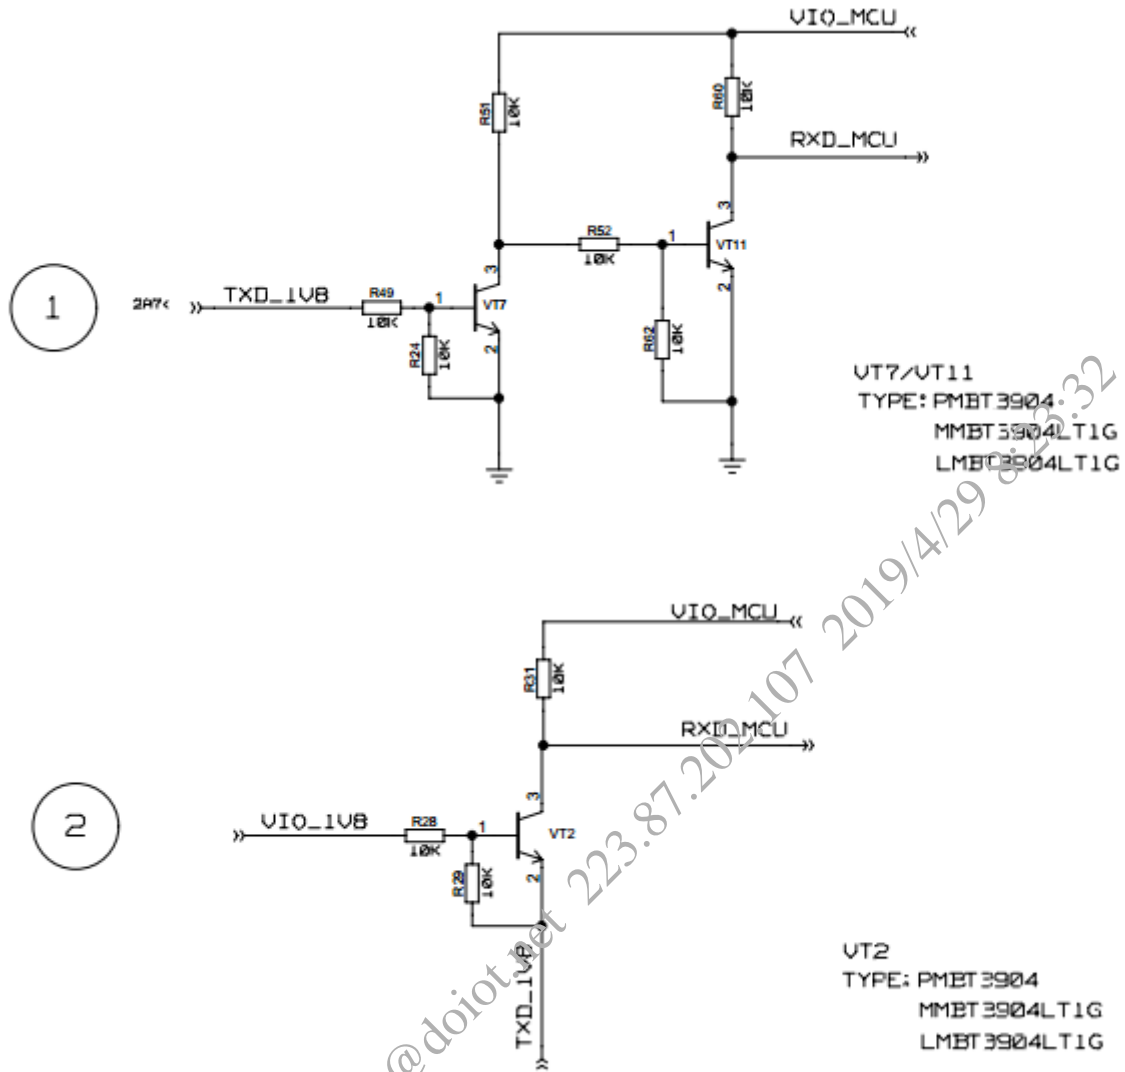 VIO_MCU
R51
10K
R60
10K
RXD_MCU
3
R52
10K
1
VT11
2
1
2A7<
TXD_1V8
R49
10K
1
3
VT7
2
R24
10K
R62
10K
VT7/VT11
TYPE: PMBT3904
MMBT3904LT1G
LMBT3904LT1G
VIO_MCU
R31
10K
RXD_MCU
2
VIO_1V8
R28
10K
1
3
VT2
2
R29
10K
TXD_1V8
VT2
TYPE: PMBT3904
MMBT3904LT1G
LMBT3904LT1G
@doiot.net 223.87.202.107 2019/4/29 8:23:32